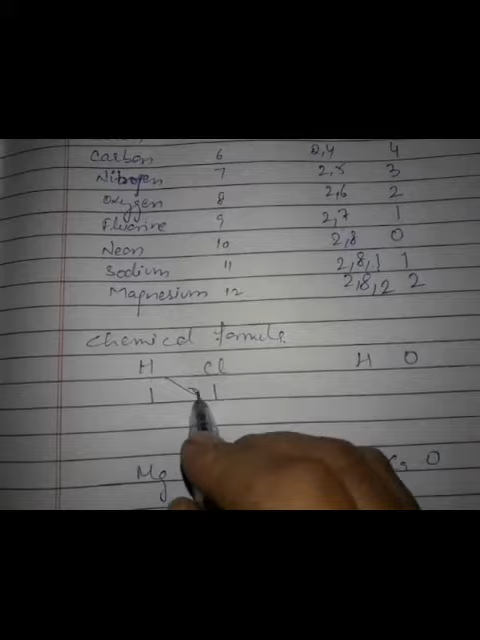 Carbon 6 2,4 4
Nitrogen 7 2,5 3
Oxygen 8 2,6 2
Fluorine 9 2,7 1
Neon 10 2,8 0
Sodium 11 2,8,1 1
Magnesium 12 2,8,2 2
Chemical formula
H Cl H O
1 1
Mg O